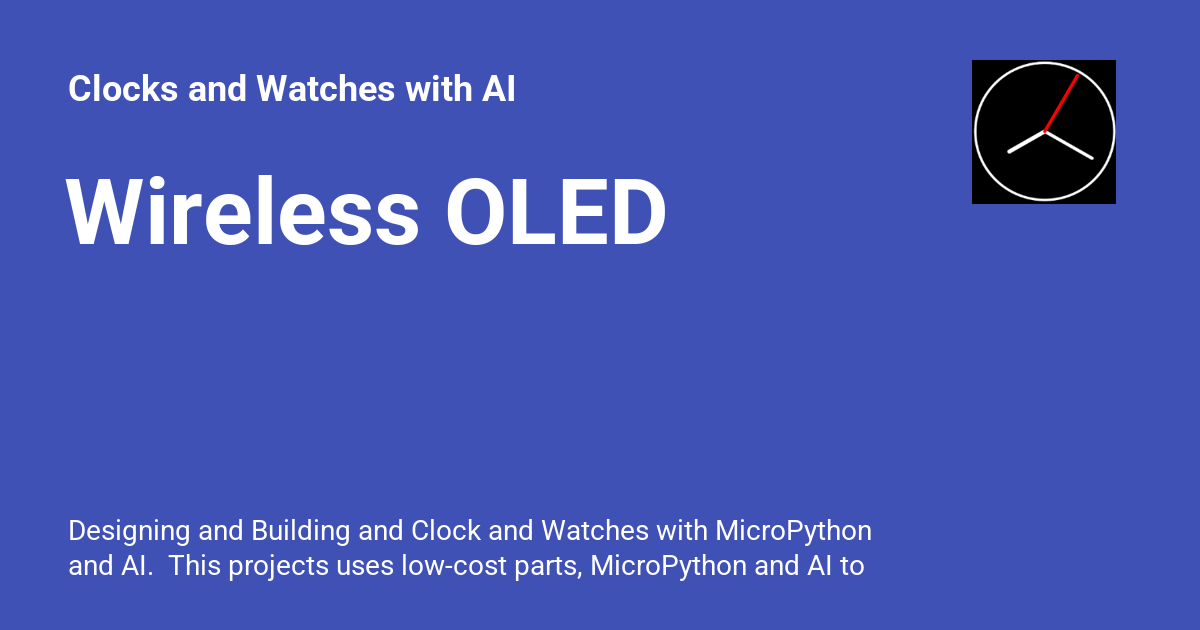 Clocks and Watches with AI
Wireless OLED
Designing and Building and Clock and Watches with MicroPython
and AI.  This projects uses low-cost parts, MicroPython and AI to